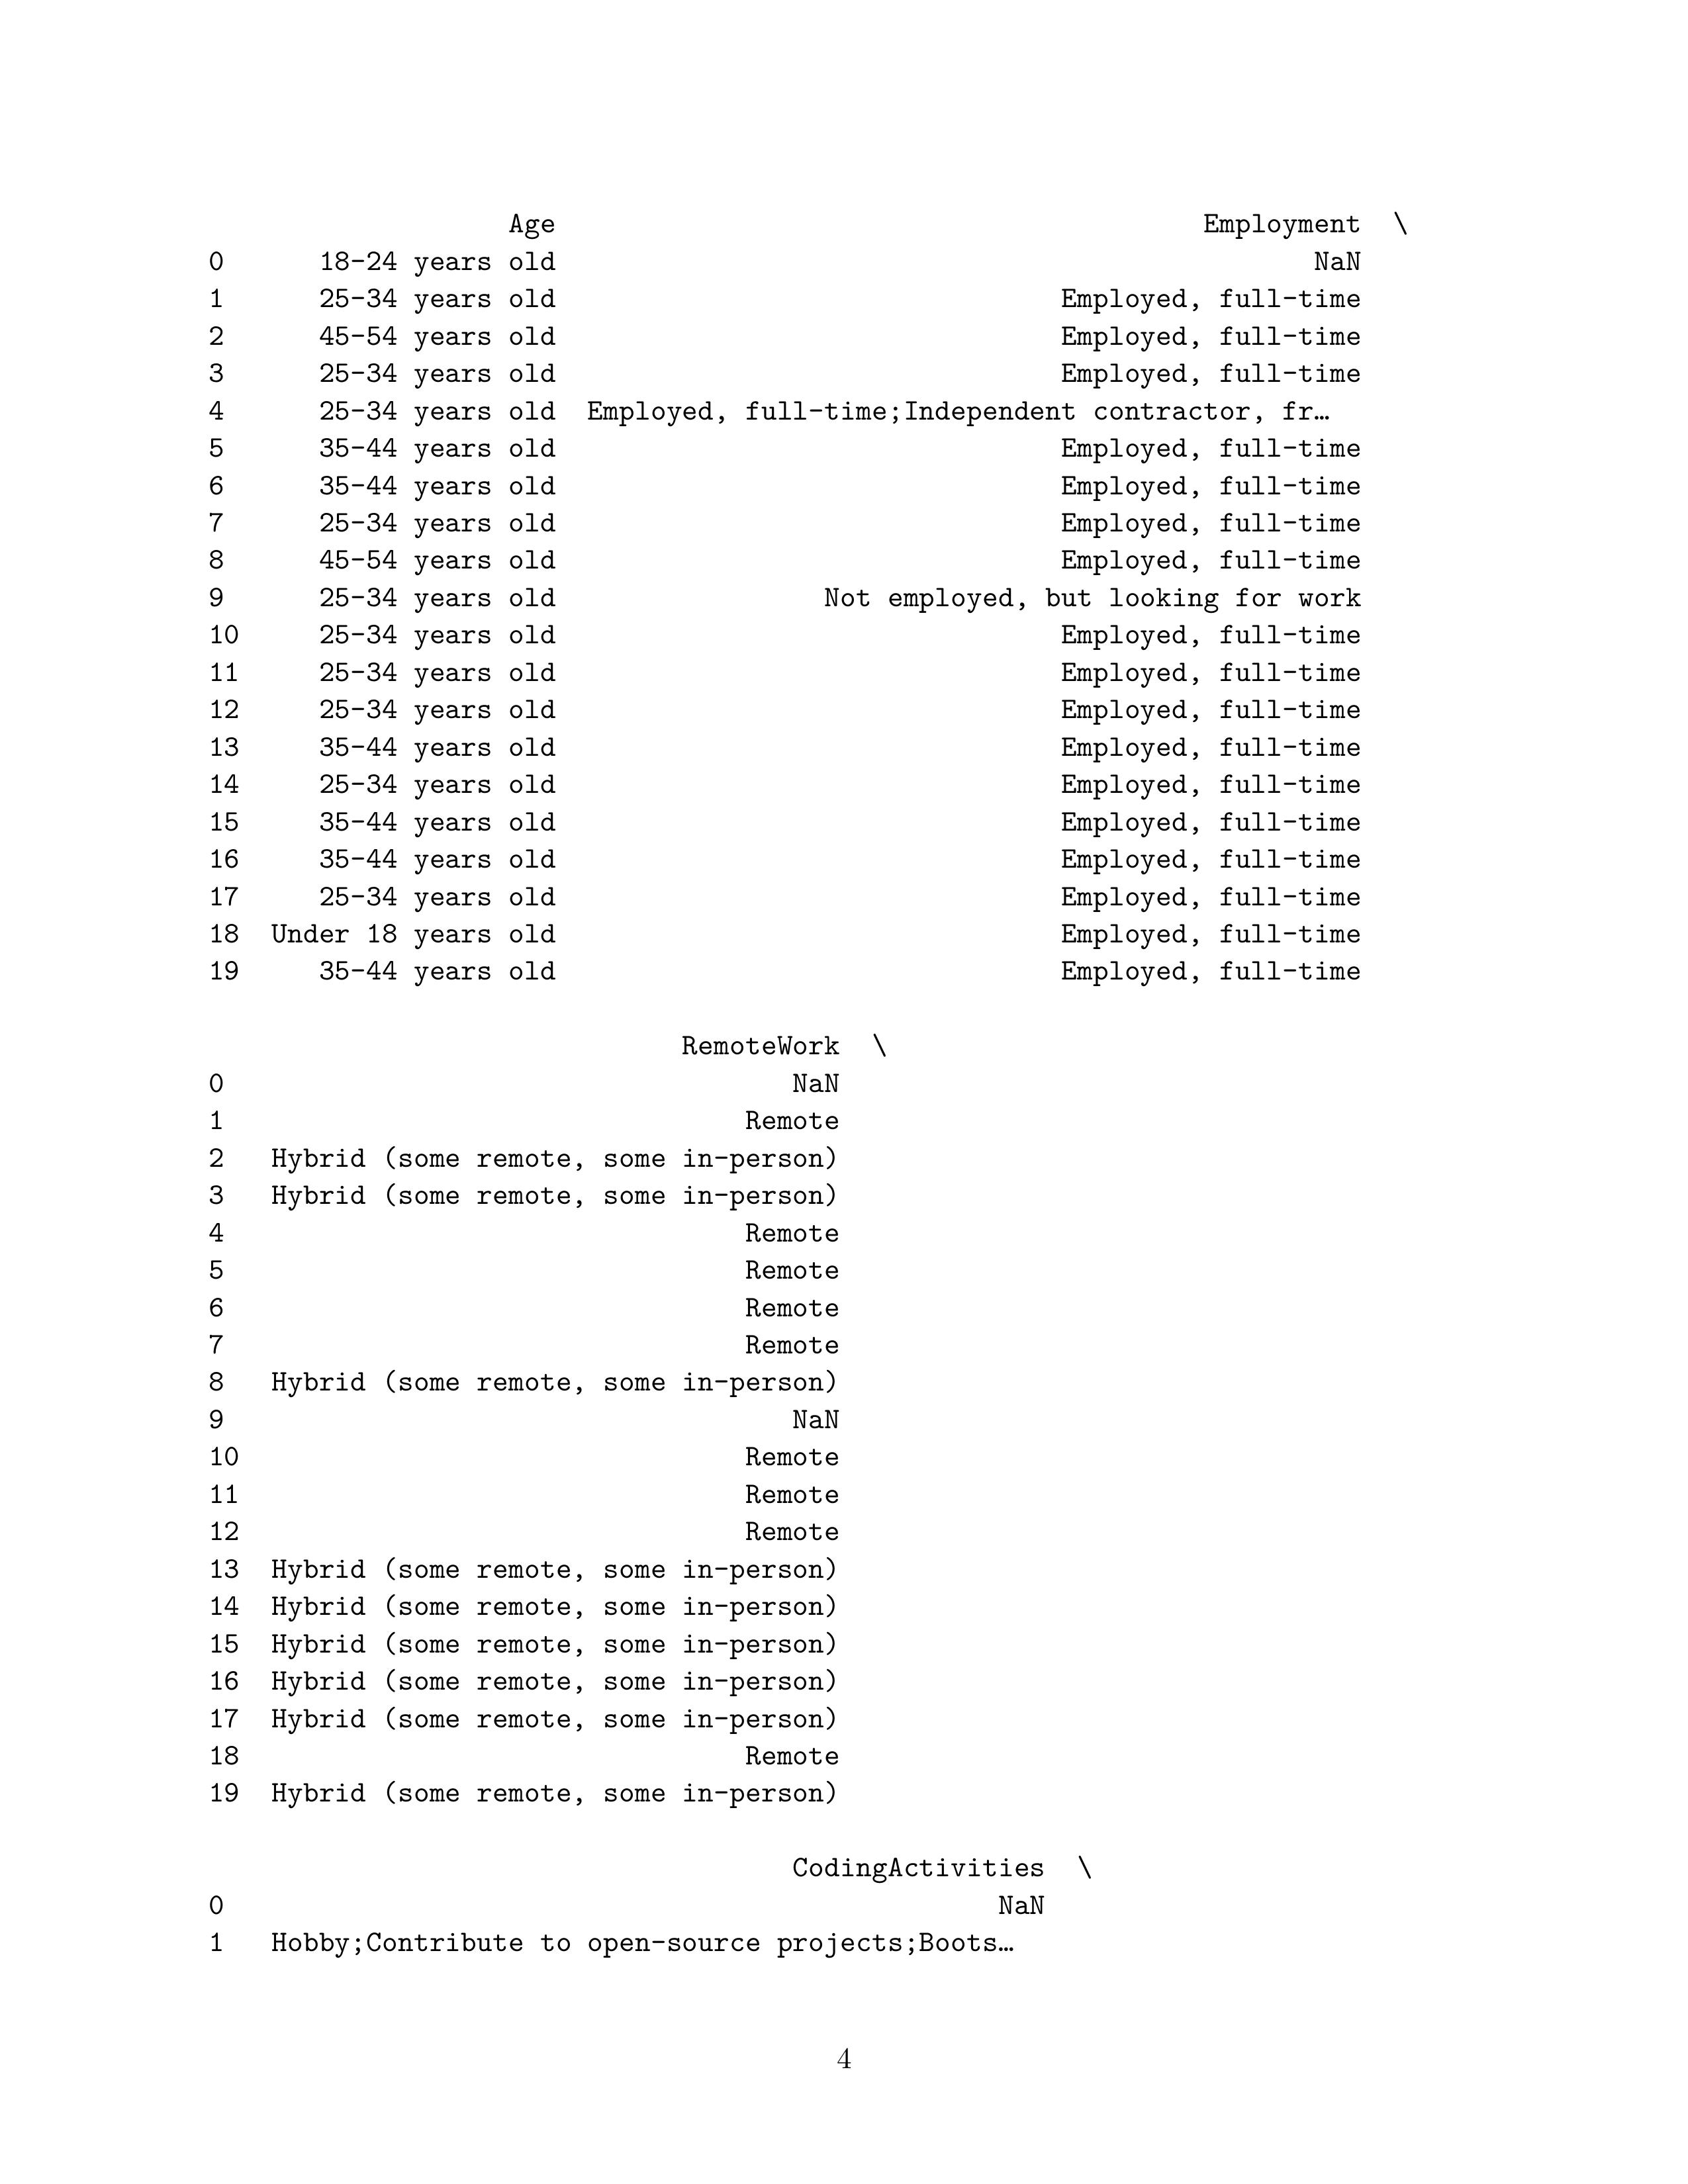 Age Employment \
0 18-24 years old NaN
1 25-34 years old Employed, full-time
2 45-54 years old Employed, full-time
3 25-34 years old Employed, full-time
4 25-34 years old Employed, full-time;Independent contractor, fr…
5 35-44 years old Employed, full-time
6 35-44 years old Employed, full-time
7 25-34 years old Employed, full-time
8 45-54 years old Employed, full-time
9 25-34 years old Not employed, but looking for work
10 25-34 years old Employed, full-time
11 25-34 years old Employed, full-time
12 25-34 years old Employed, full-time
13 35-44 years old Employed, full-time
14 25-34 years old Employed, full-time
15 35-44 years old Employed, full-time
16 35-44 years old Employed, full-time
17 25-34 years old Employed, full-time
18 Under 18 years old Employed, full-time
19 35-44 years old Employed, full-time
RemoteWork \
0 NaN
1 Remote
2 Hybrid (some remote, some in-person)
3 Hybrid (some remote, some in-person)
4 Remote
5 Remote
6 Remote
7 Remote
8 Hybrid (some remote, some in-person)
9 NaN
10 Remote
11 Remote
12 Remote
13 Hybrid (some remote, some in-person)
14 Hybrid (some remote, some in-person)
15 Hybrid (some remote, some in-person)
16 Hybrid (some remote, some in-person)
17 Hybrid (some remote, some in-person)
18 Remote
19 Hybrid (some remote, some in-person)
CodingActivities \
0 NaN
1 Hobby;Contribute to open-source projects;Boots…
4